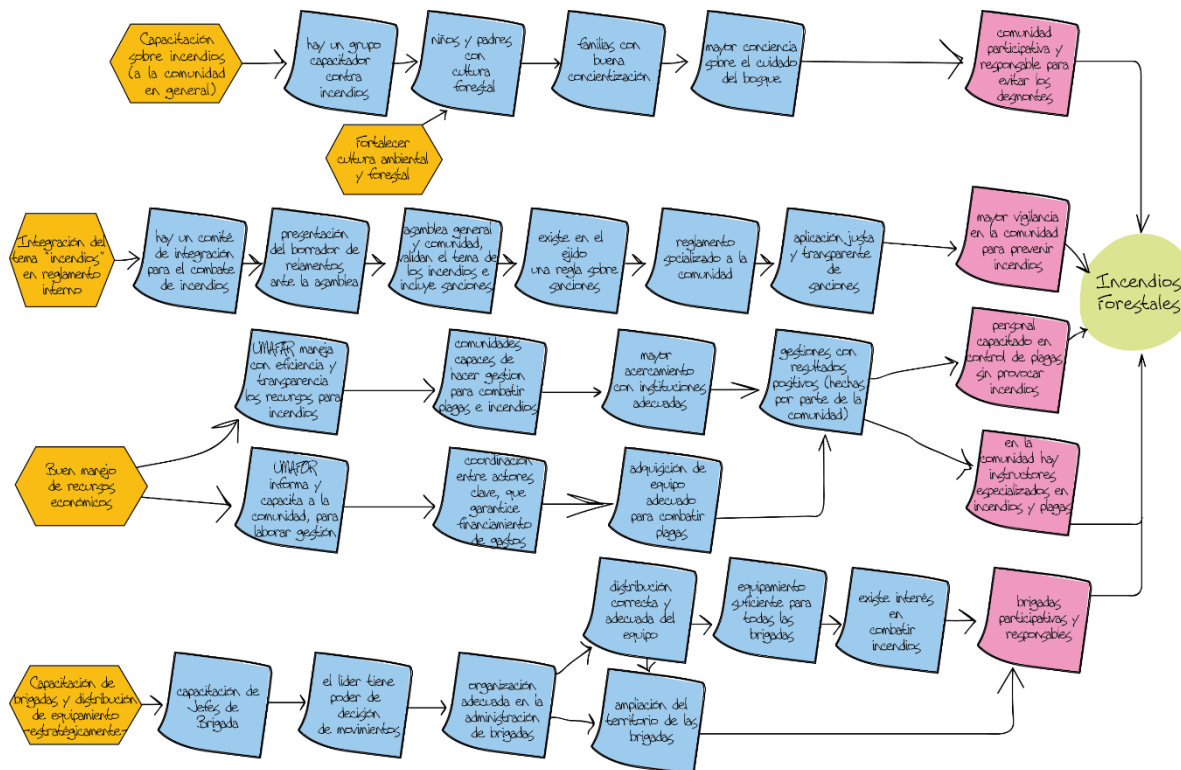 Capacitación
sobre incendios
(a la comunidad
en general)
hay un grupo
capacitador
contra
incendios
niños y padres
con
cultura
forestal
familias con
buena
concientización
mayor conciencia
sobre el cuidado
del bosque
comunidad
participativa y
responsable para
evitar los
desmontes
Fortalecer
cultura ambiental
y forestal
Integración del
tema "incendios"
en reglamento
interno
hay un comité
de integración
para el combate
de incendios
presentación
del borrador de
relamentos
ante la asamblea
asamblea general
y comunidad,
validan el tema de
los incendios e
incluye sanciones
existe en el
ejido
una regla sobre
sanciones
reglamento
socializado a la
comunidad
aplicación justa
y transparente
de
sanciones
mayor vigilancia
en la comunidad
para prevenir
incendios
Incendios
Forestales
Buen manejo
de recursos
económicos
UMAFAR maneja
con eficiencia y
transparencia
los recursos para
incendios
comunidades
capaces de
hacer gestion
para combatir
plagas e incendios
mayor
acercamiento
con instituciones
adecuadas
gestiones con
resultados
positivos (hechas
por parte de la
comunidad)
personal
capacitado en
control de plagas
sin provocar
incendios
UMAFOR
informa y
capacita a la
comunidad, para
laborar gestión
coordinación
entre actores
clave, que
garantice
financiamiento
de gastos
adquisición de
equipo
adecuado
para combatir
plagas
en la
comunidad hay
instructores
especializados en
incendios y plagas
Capacitación de
brigadas y distribución
de equipamiento
-estratégicamente-
capacitación de
Jefes de
Brigada
el lider tiene
poder de
decisión
de movimientos
organización
adecuada en la
administración
de brigadas
distribución
correcta y
adecuada del
equipo
equipamiento
suficiente para
todas las
brigadas
existe interés
en
combatir
incendios
brigadas
participativas y
responsables
ampliación del
territorio de las
brigadas